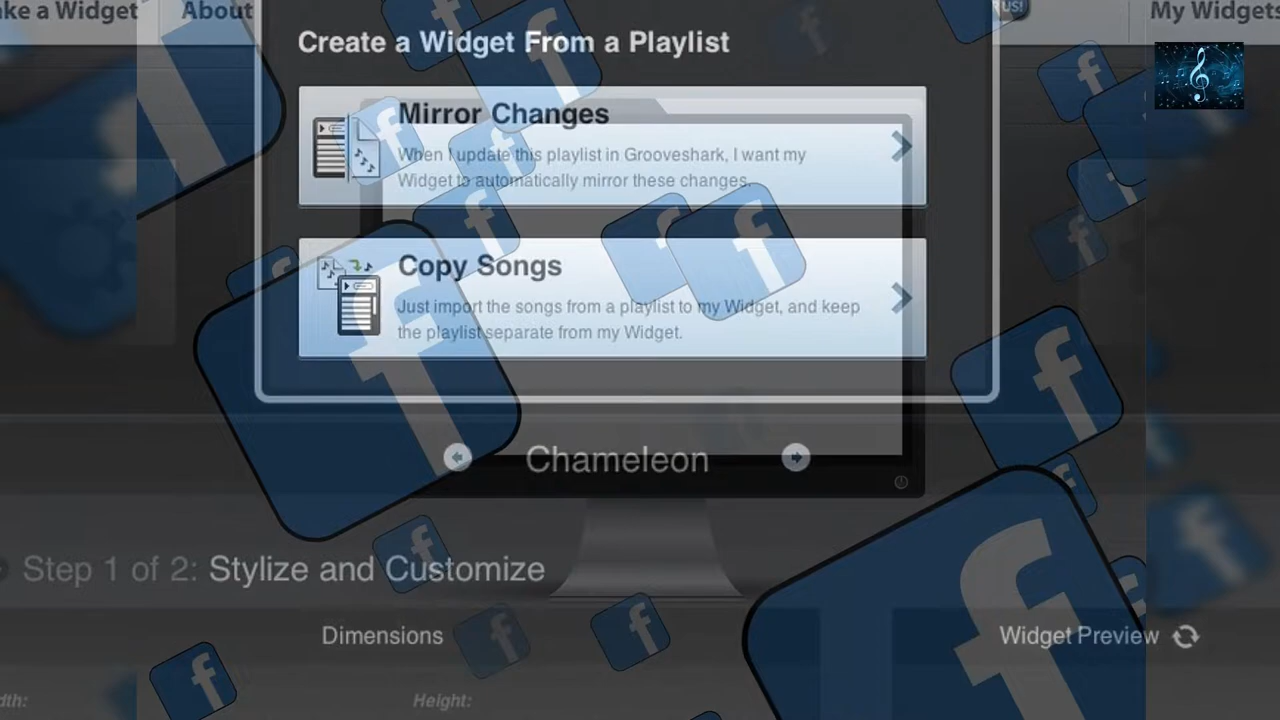 ke a Widget
About
RUS!
My Widgets
Create a Widget From a Playlist
Mirror Changes
When I update this playlist in Grooveshark, I want my
Widget to automatically mirror these changes.
Copy Songs
Just import the songs from a playlist to my Widget, and keep
the playlist separate from my Widget.
Chameleon
Step 1 of 2: Stylize and Customize
Dimensions
Widget Preview
dth:
Height: